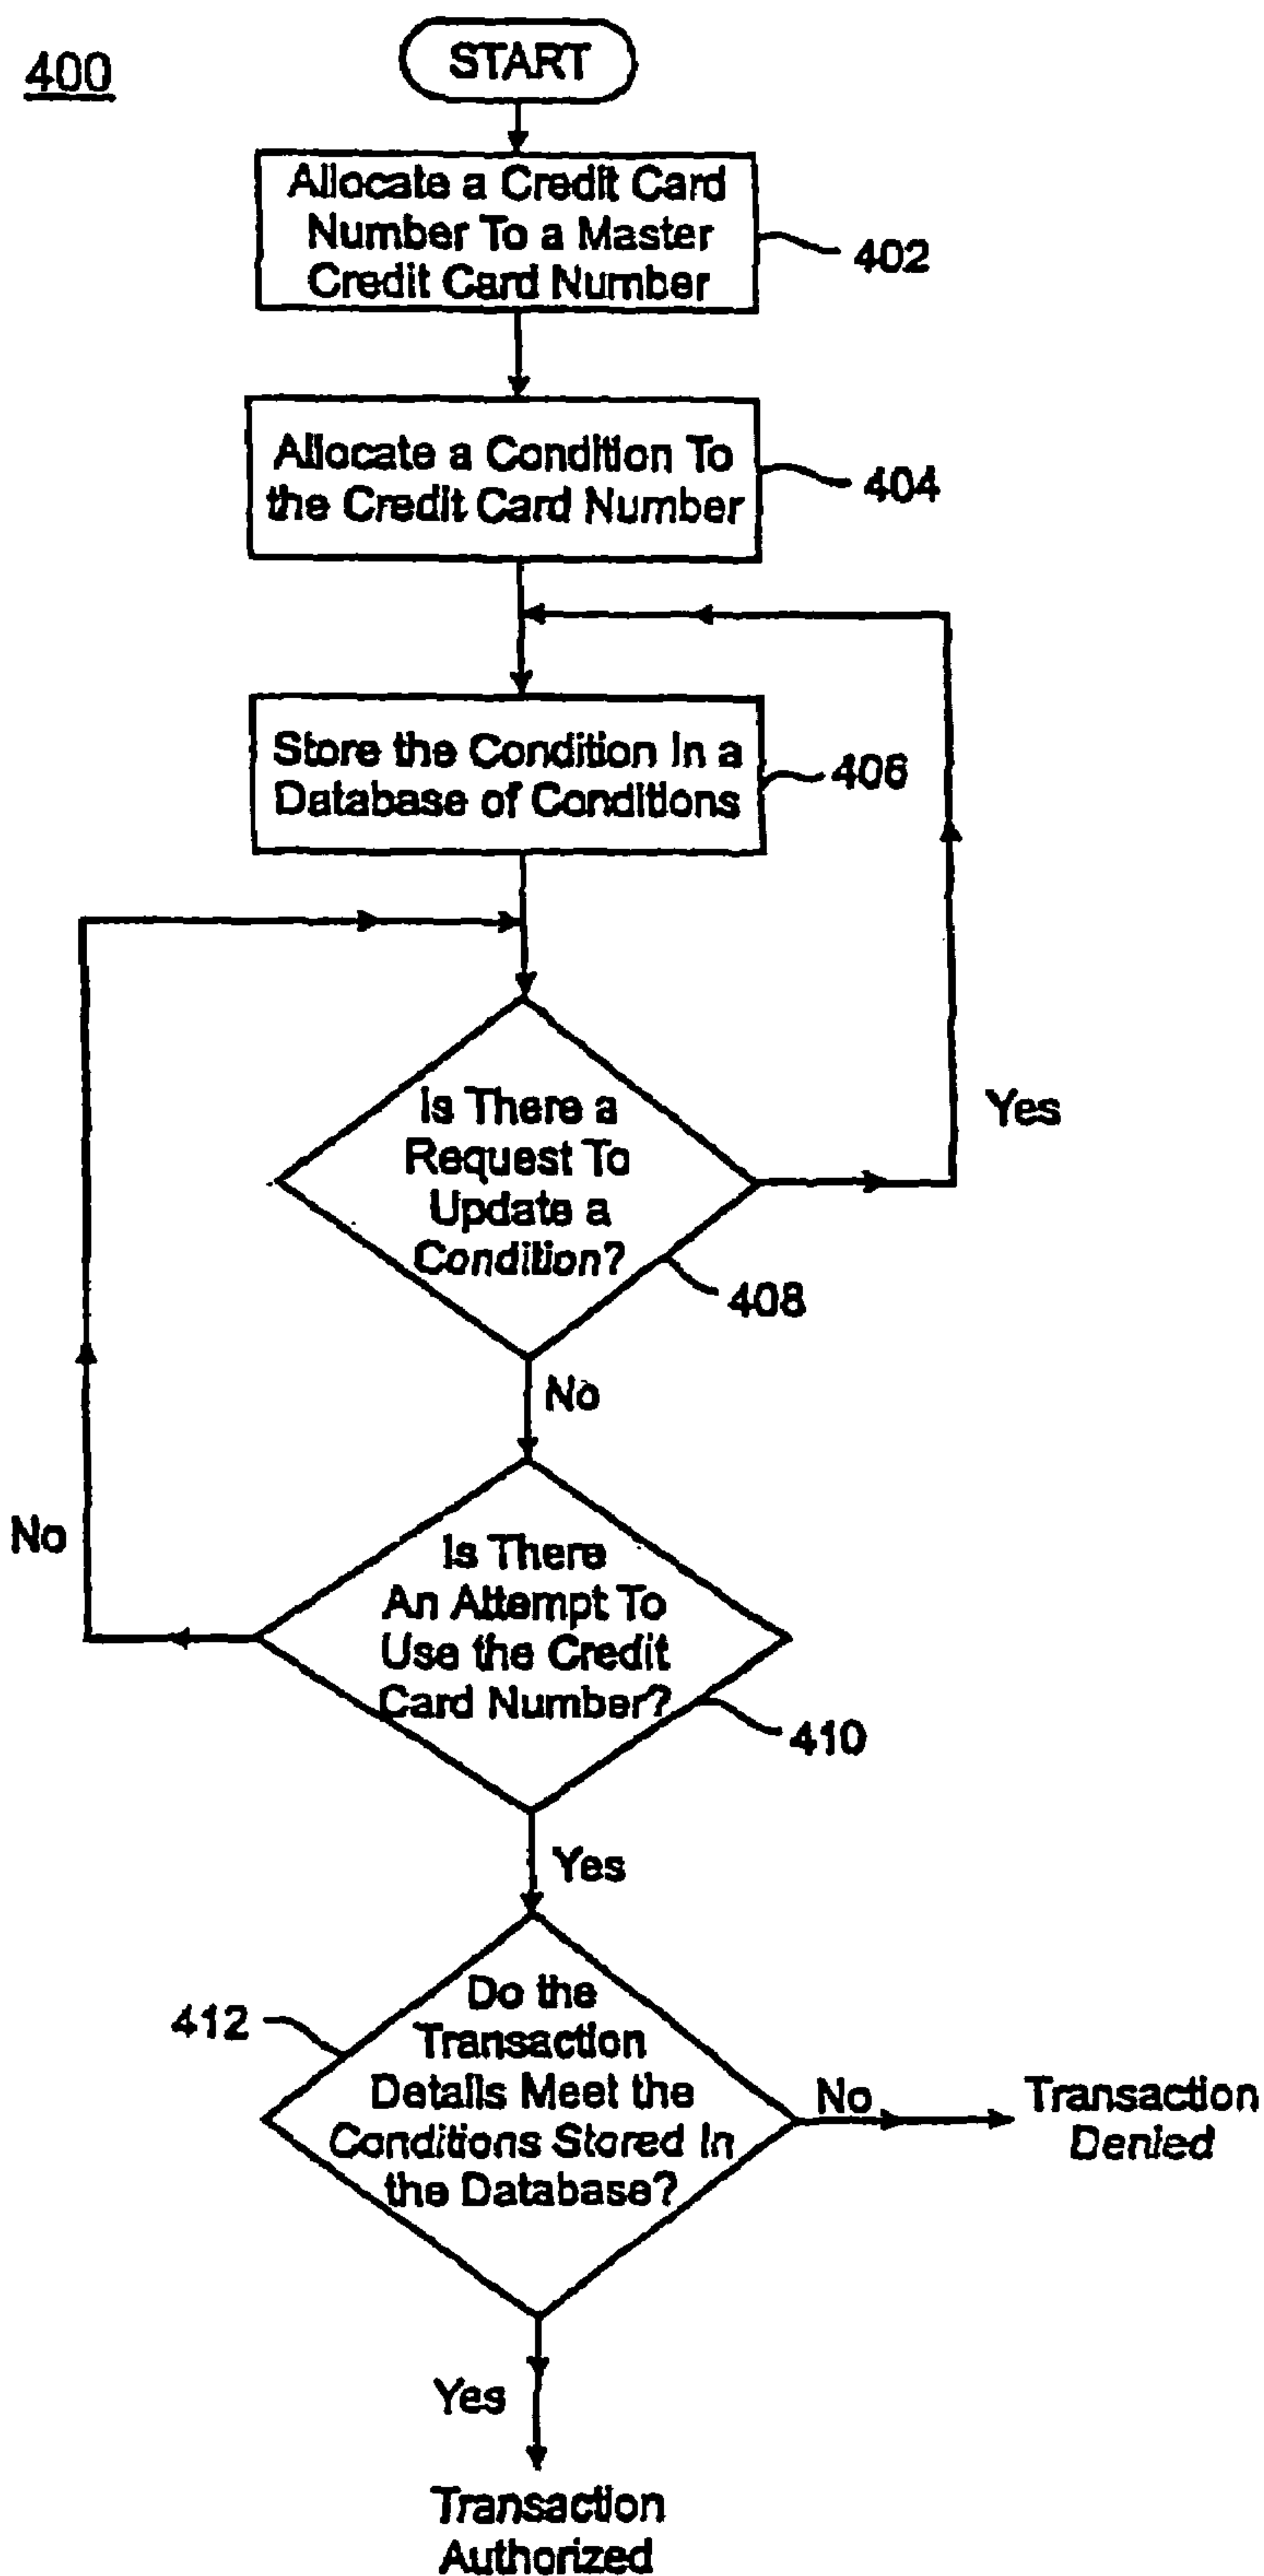 400
START
Allocate a Credit Card
Number To a Master
Credit Card Number
402
Allocate a Condition To
the Credit Card Number
404
Store the Condition In a
Database of Conditions
406
Is There a
Request To
Update a
Condition?
408
Yes
No
Is There
An Attempt To
Use the Credit
Card Number?
410
No
Yes
412
Do the
Transaction
Details Meet the
Conditions Stored In
the Database?
No
Transaction
Denied
Yes
Transaction
Authorized